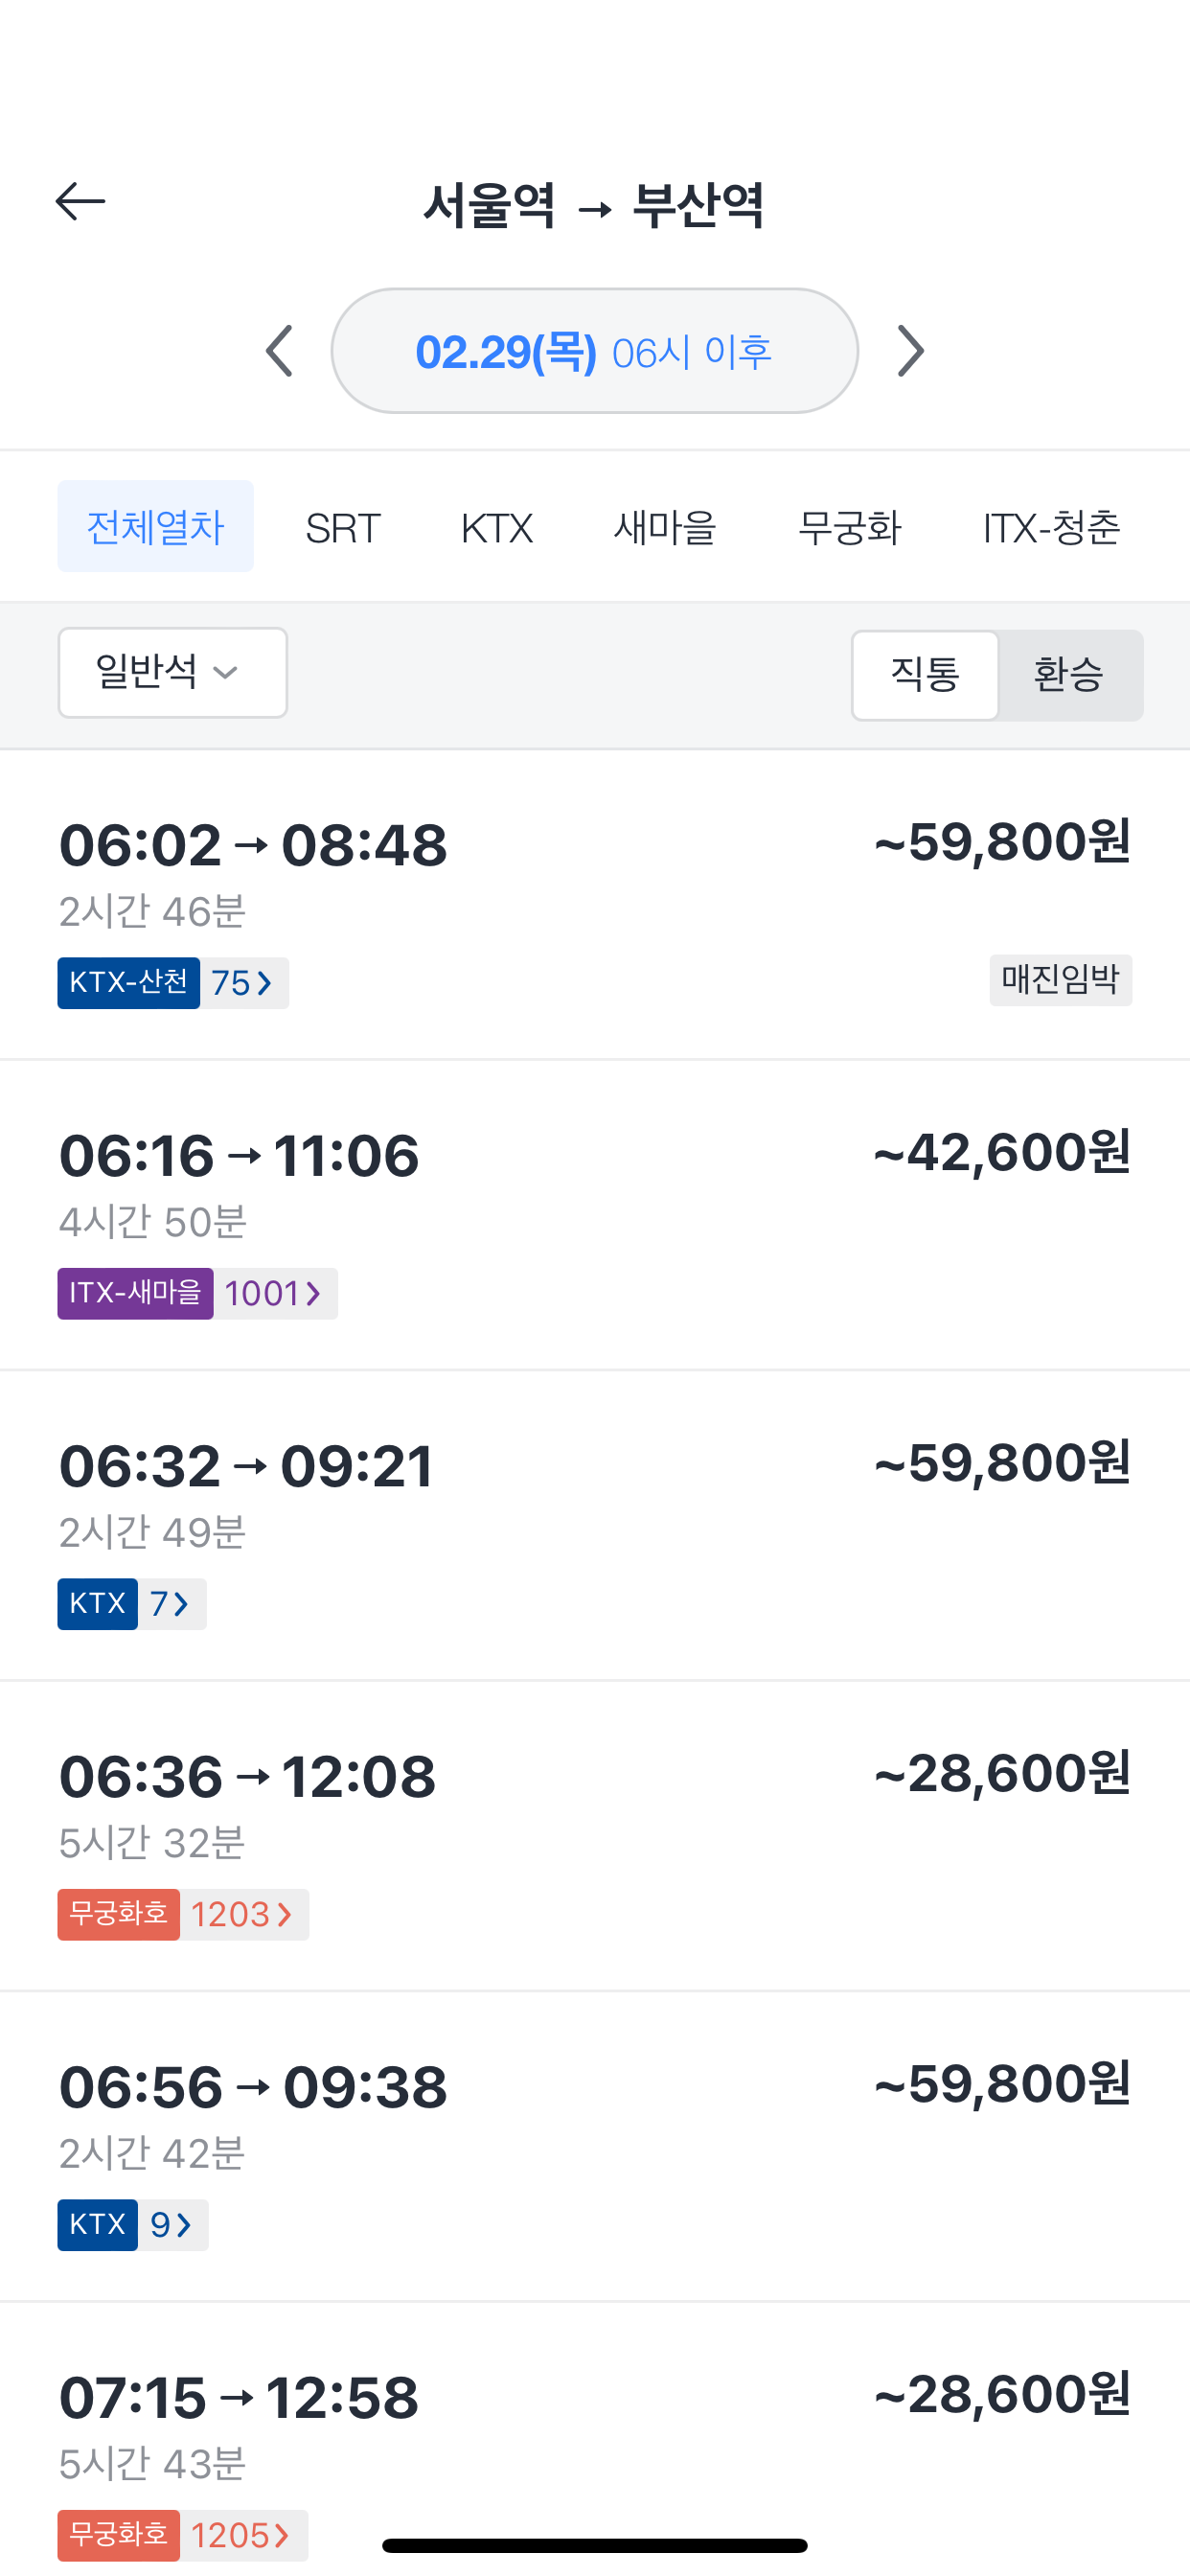 서울역 → 부산역
02.29(목) 06시 이후
전체열차 SRT KTX 새마을 무궁화 ITX-청춘
일반석 직통 환승
06:02 → 08:48 ~59,800원
2시간 46분
KTX-산천 75 매진임박
06:16 → 11:06 ~42,600원
4시간 50분
ITX-새마을 1001
06:32 → 09:21 ~59,800원
2시간 49분
KTX 7
06:36 → 12:08 ~28,600원
5시간 32분
무궁화호 1203
06:56 → 09:38 ~59,800원
2시간 42분
KTX 9
07:15 → 12:58 ~28,600원
5시간 43분
무궁화호 1205